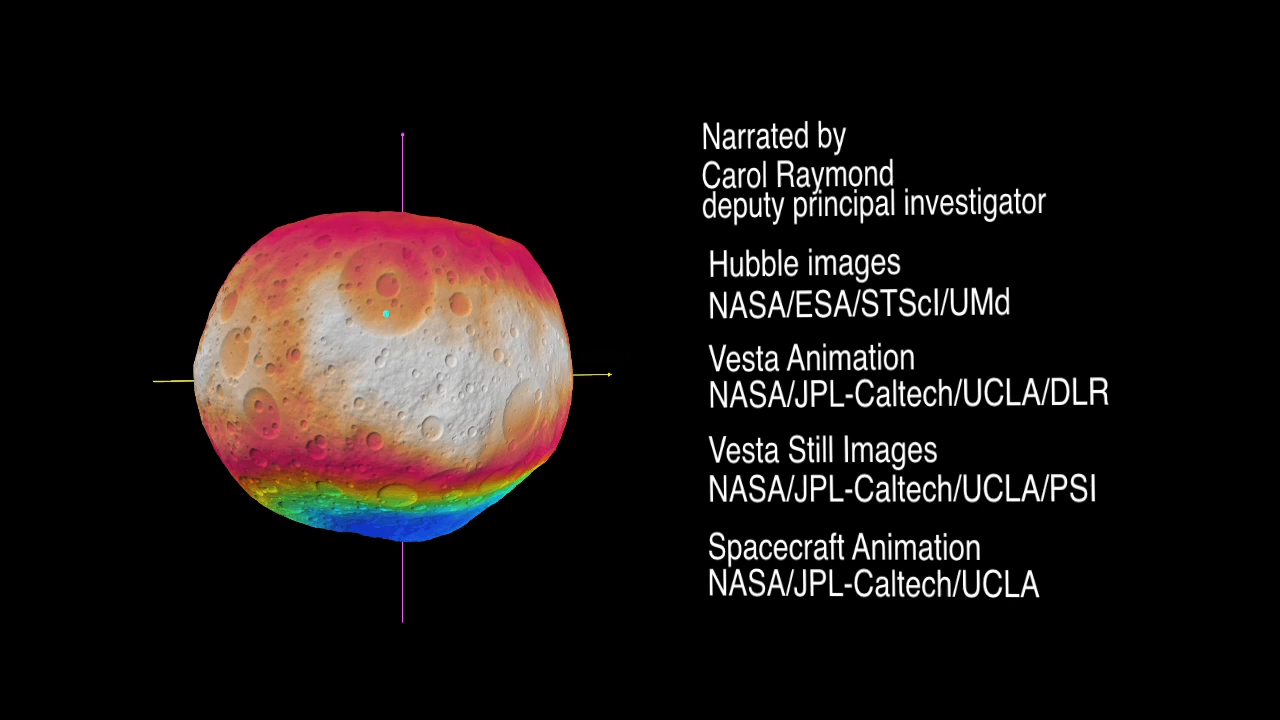 Narrated by
Carol Raymond
deputy principal investigator
Hubble images
NASA/ESA/STScI/UMd
Vesta Animation
NASA/JPL-Caltech/UCLA/DLR
Vesta Still Images
NASA/JPL-Caltech/UCLA/PSI
Spacecraft Animation
NASA/JPL-Caltech/UCLA